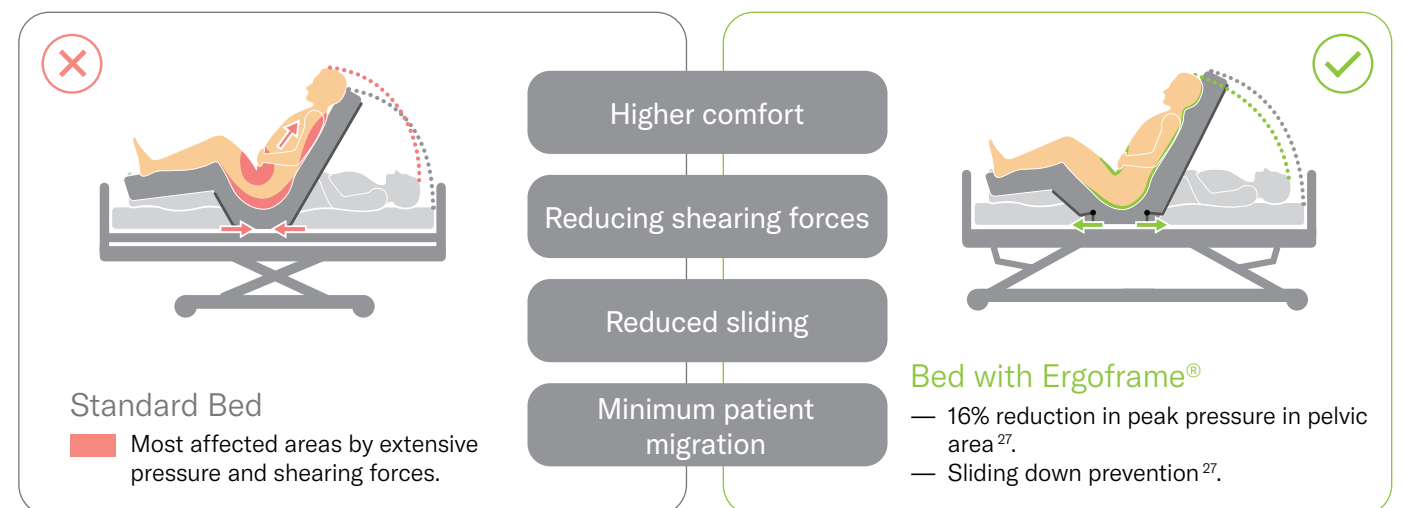 Higher comfort
Reducing shearing forces
Reduced sliding
Minimum patient
migration
Standard Bed
Most affected areas by extensive
pressure and shearing forces.
Bed with Ergoframe®
— 16% reduction in peak pressure in pelvic
area 27.
— Sliding down prevention 27.